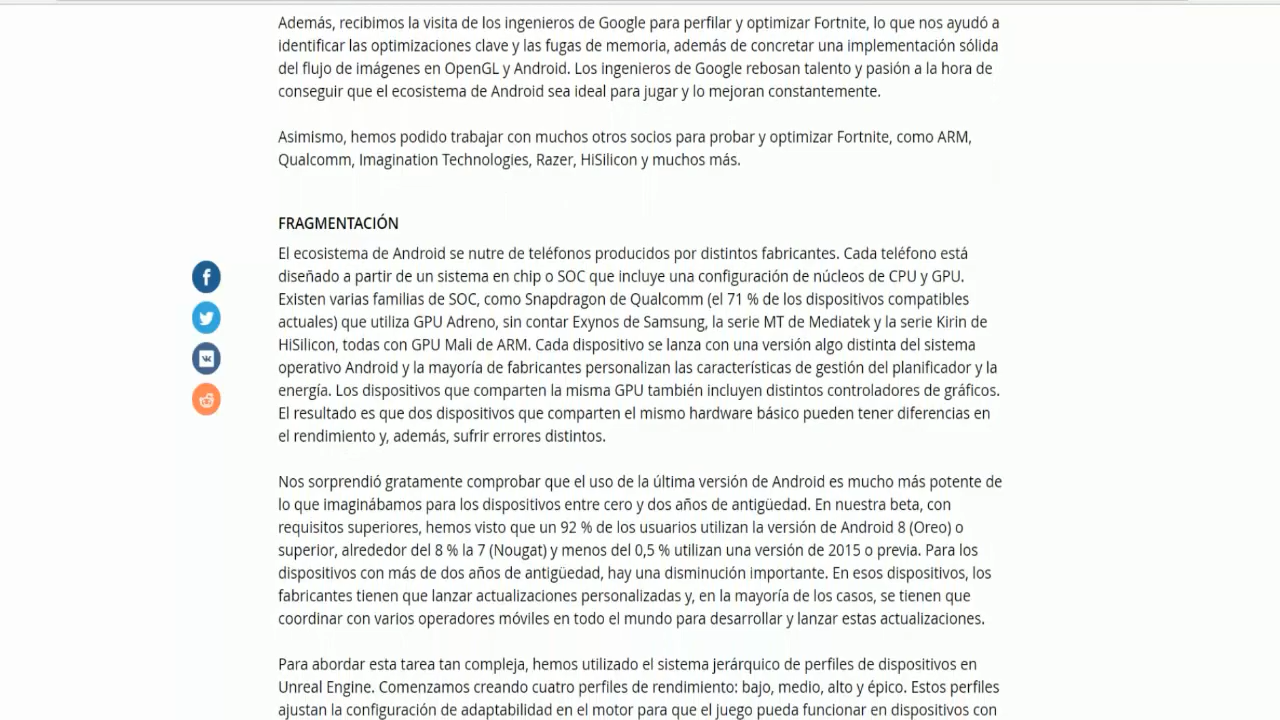 Además, recibimos la visita de los ingenieros de Google para perfilar y optimizar Fortnite, lo que nos ayudó a
identificar las optimizaciones clave y las fugas de memoria, además de concretar una implementación sólida
del flujo de imágenes en OpenGL y Android. Los ingenieros de Google rebosan talento y pasión a la hora de
conseguir que el ecosistema de Android sea ideal para jugar y lo mejoran constantemente.
Asimismo, hemos podido trabajar con muchos otros socios para probar y optimizar Fortnite, como ARM,
Qualcomm, Imagination Technologies, Razer, HiSilicon y muchos más.
FRAGMENTACIÓN
El ecosistema de Android se nutre de teléfonos producidos por distintos fabricantes. Cada teléfono está
diseñado a partir de un sistema en chip o SOC que incluye una configuración de núcleos de CPU y GPU.
Existen varias familias de SOC, como Snapdragon de Qualcomm (el 71 % de los dispositivos compatibles
actuales) que utiliza GPU Adreno, sin contar Exynos de Samsung, la serie MT de Mediatek y la serie Kirin de
HiSilicon, todas con GPU Mali de ARM. Cada dispositivo se lanza con una versión algo distinta del sistema
operativo Android y la mayoría de fabricantes personalizan las características de gestión del planificador y la
energía. Los dispositivos que comparten la misma GPU también incluyen distintos controladores de gráficos.
El resultado es que dos dispositivos que comparten el mismo hardware básico pueden tener diferencias en
el rendimiento y, además, sufrir errores distintos.
Nos sorprendió gratamente comprobar que el uso de la última versión de Android es mucho más potente de
lo que imaginábamos para los dispositivos entre cero y dos años de antigüedad. En nuestra beta, con
requisitos superiores, hemos visto que un 92 % de los usuarios utilizan la versión de Android 8 (Oreo) o
superior, alrededor del 8 % la 7 (Nougat) y menos del 0,5 % utilizan una versión de 2015 o previa. Para los
dispositivos con más de dos años de antigüedad, hay una disminución importante. En esos dispositivos, los
fabricantes tienen que lanzar actualizaciones personalizadas y, en la mayoría de los casos, se tienen que
coordinar con varios operadores móviles en todo el mundo para desarrollar y lanzar estas actualizaciones.
Para abordar esta tarea tan compleja, hemos utilizado el sistema jerárquico de perfiles de dispositivos en
Unreal Engine. Comenzamos creando cuatro perfiles de rendimiento: bajo, medio, alto y épico. Estos perfiles
ajustan la configuración de adaptabilidad en el motor para que el juego pueda funcionar en dispositivos con